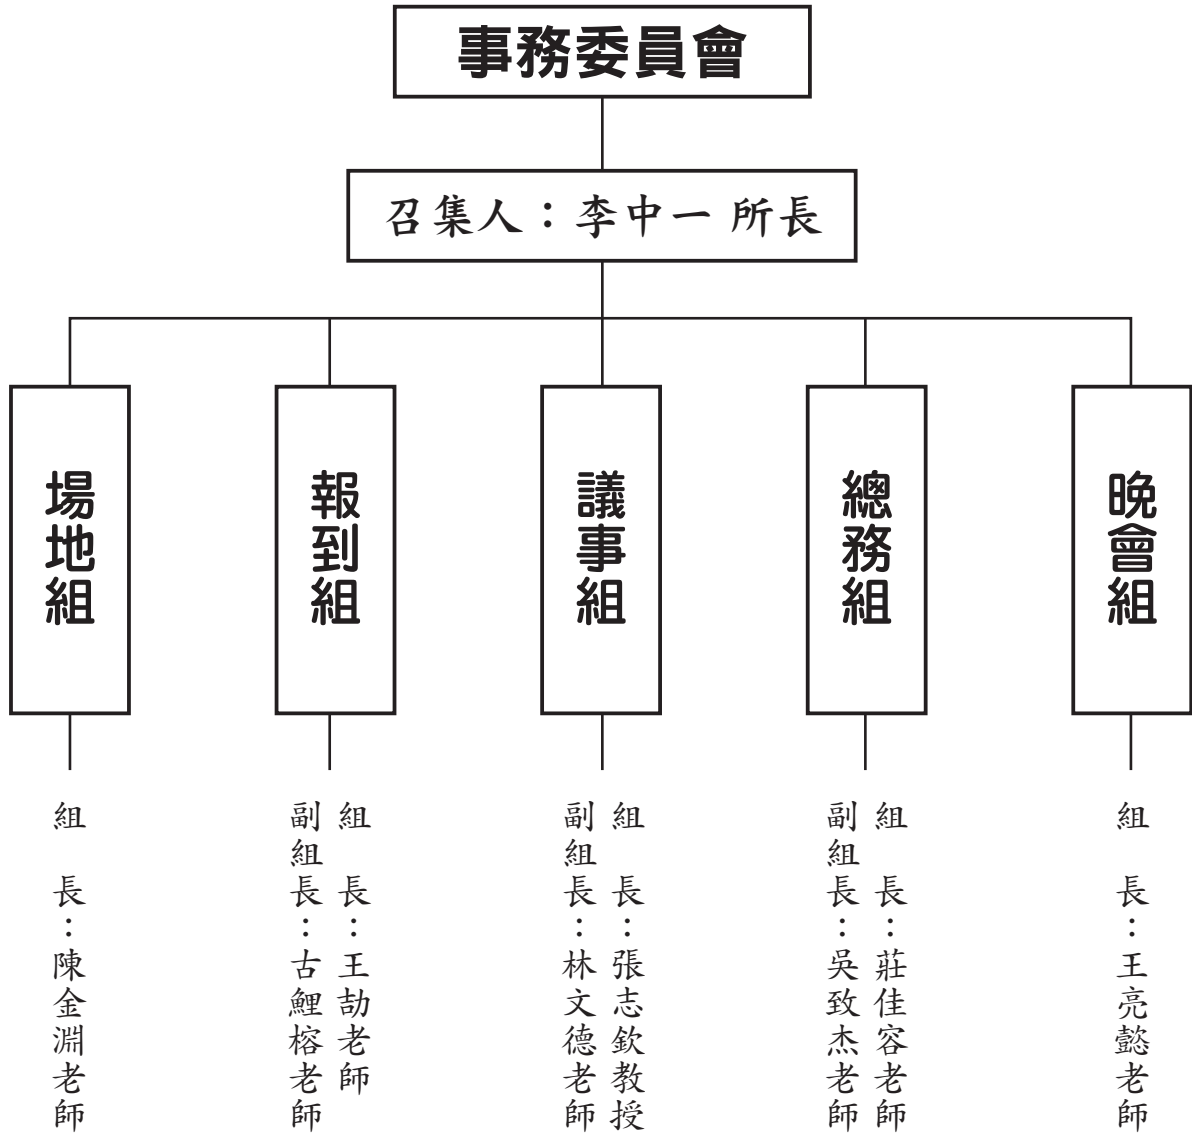 事務委員會
召集人：李中一 所長
場地組
報到組
議事組
總務組
晚會組
組　長：陳金淵老師
組　長：王劼老師
副組長：古鯉榕老師
組　長：張志欽教授
副組長：林文德老師
組　長：莊佳容老師
副組長：吳致杰老師
組　長：王亮懿老師